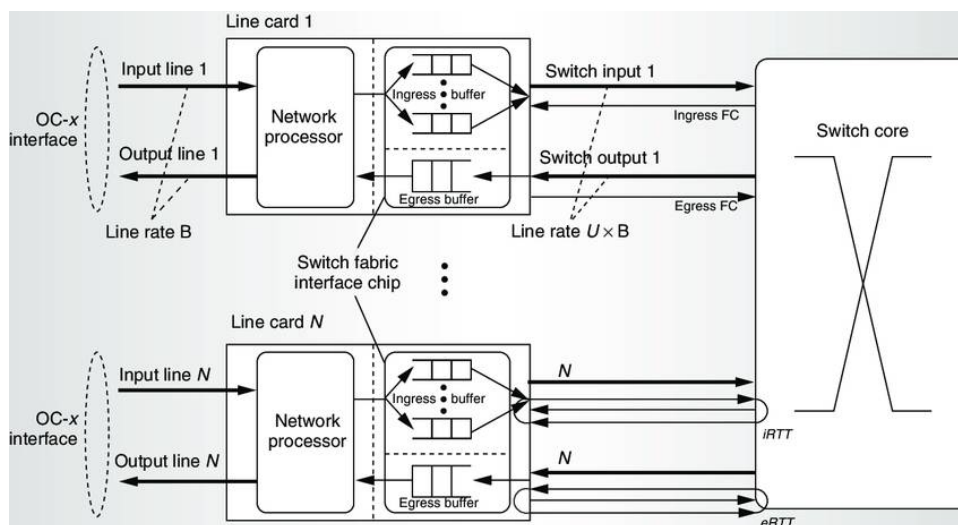 Line card 1
Input line 1
OC-x
interface
Output line 1
Line rate B
Network
processor
Ingress buffer
Egress buffer
Switch input 1
Ingress FC
Switch output 1
Egress FC
Line rate U × B
Switch core
Switch fabric
interface chip
Line card N
Input line N
OC-x
interface
Output line N
Network
processor
Ingress buffer
Egress buffer
N
iRTT
N
eRTT